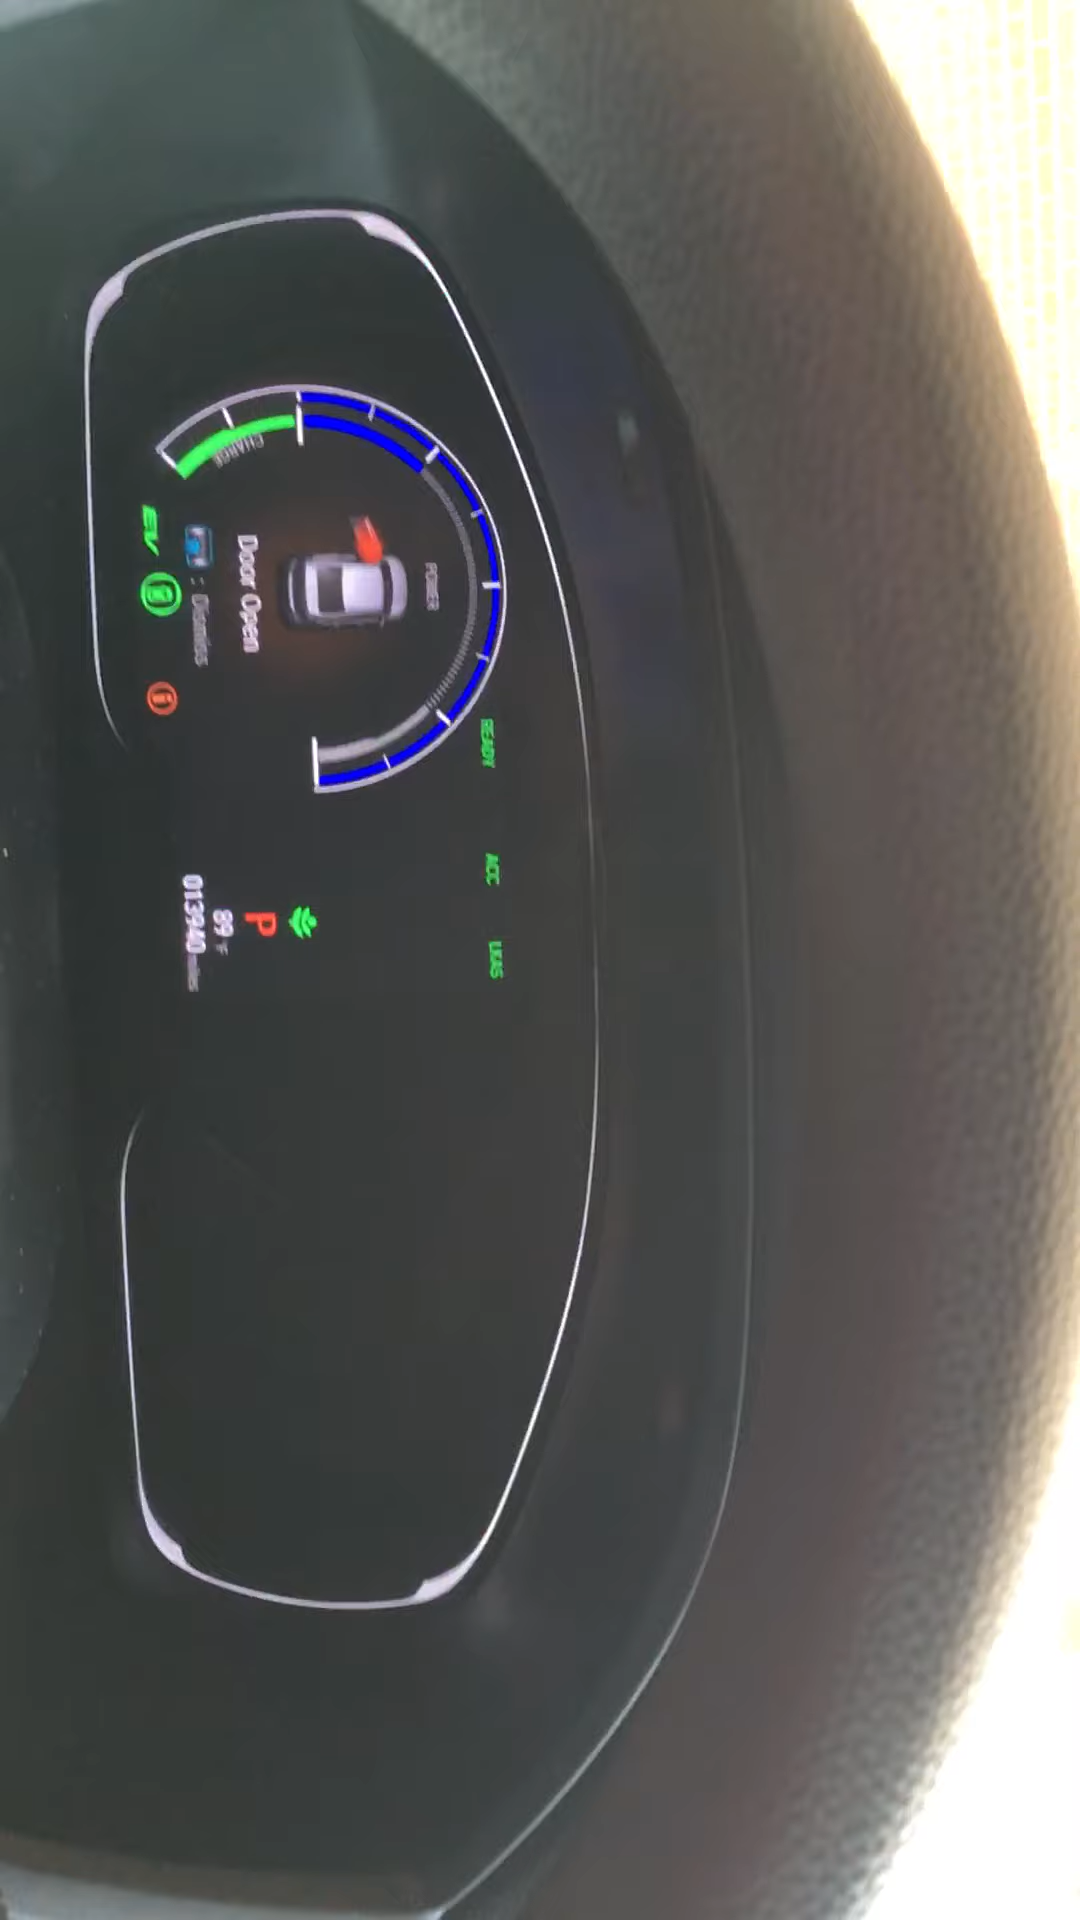 READY
ACC
LKAS
POWER
CHARGE
Door Open
: Dismiss
EV
P
89°F
013940 miles